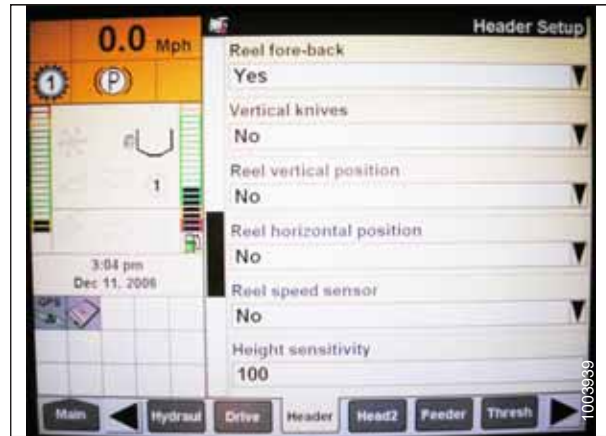 0.0 Mph
Header Setup
1
(P)
Reel fore-back
Yes
Vertical knives
No
Reel vertical position
No
1
Reel horizontal position
No
3:04 pm
Dec 11, 2006
Reel speed sensor
No
GPS
Height sensitivity
100
Main
Hydraul
Drive
Header
Head2
Feeder
Thresh
1003939